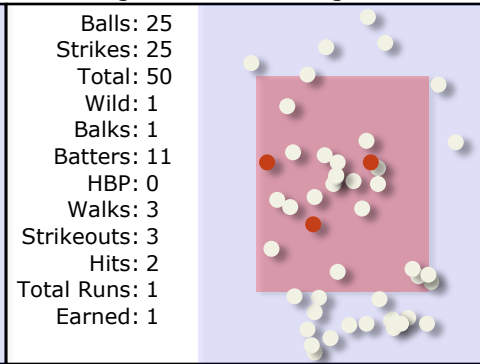 Balls: 25
Strikes: 25
Total: 50
Wild: 1
Balks: 1
Batters: 11
HBP: 0
Walks: 3
Strikeouts: 3
Hits: 2
Total Runs: 1
Earned: 1